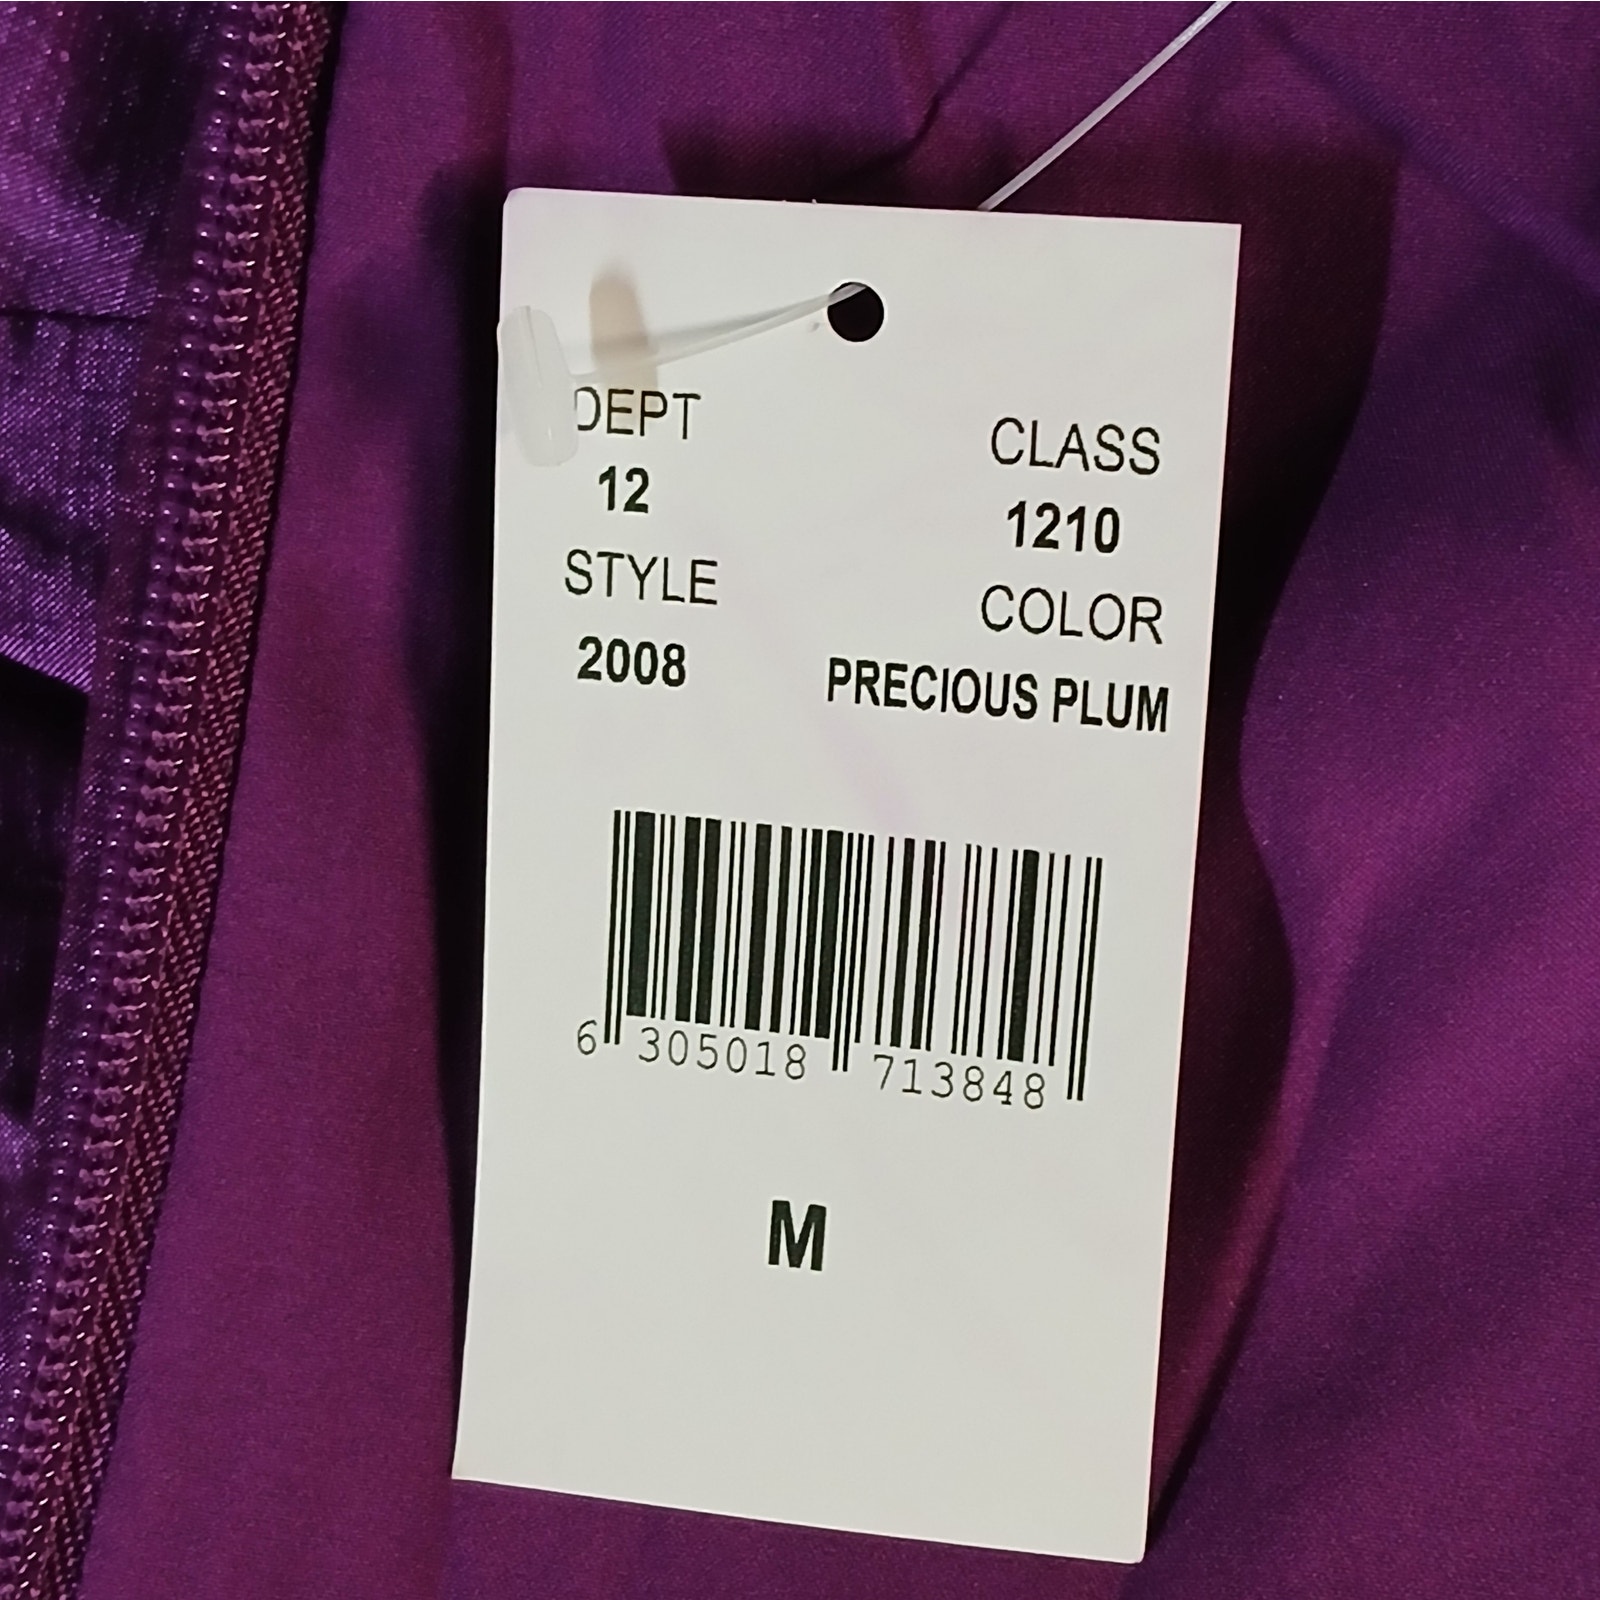 DEPT CLASS
12 1210
STYLE COLOR
2008 PRECIOUS PLUM
6 305018 713848
M